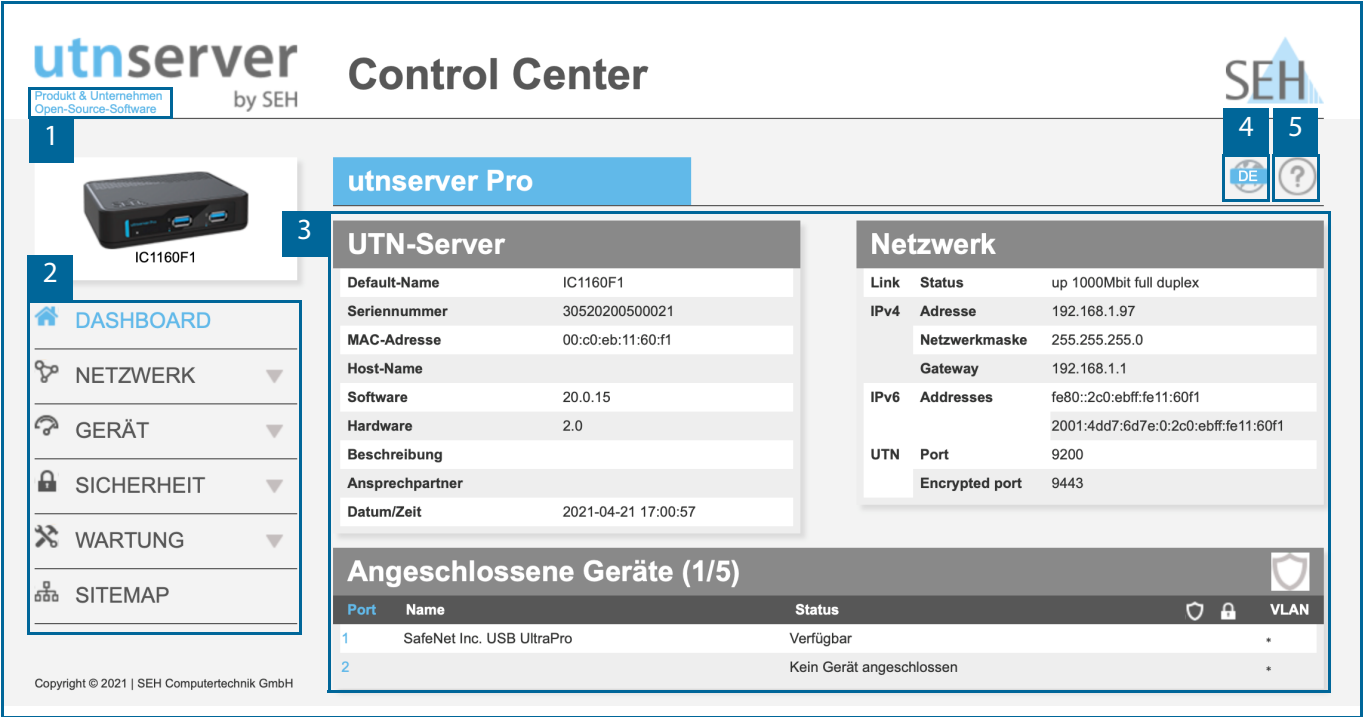 utnserver
by SEH
Control Center
SEH
Produkt & Unternehmen
Open-Source-Software
1
4
5
utnserver Pro
DE
?
IC1160F1
2
DASHBOARD
NETZWERK
GERÄT
SICHERHEIT
WARTUNG
SITEMAP
Copyright © 2021 | SEH Computertechnik GmbH
3
UTN-Server
Default-Name IC1160F1
Seriennummer 30520200500021
MAC-Adresse 00:c0:eb:11:60:f1
Host-Name
Software 20.0.15
Hardware 2.0
Beschreibung
Ansprechpartner
Datum/Zeit 2021-04-21 17:00:57
Netzwerk
Link Status up 1000Mbit full duplex
IPv4 Adresse 192.168.1.97
Netzwerkmaske 255.255.255.0
Gateway 192.168.1.1
IPv6 Addresses fe80::2c0:ebff:fe11:60f1
2001:4dd7:6d7e:0:2c0:ebff:fe11:60f1
UTN Port 9200
Encrypted port 9443
Angeschlossene Geräte (1/5)
Port Name Status VLAN
1 SafeNet Inc. USB UltraPro Verfügbar *
2 Kein Gerät angeschlossen *